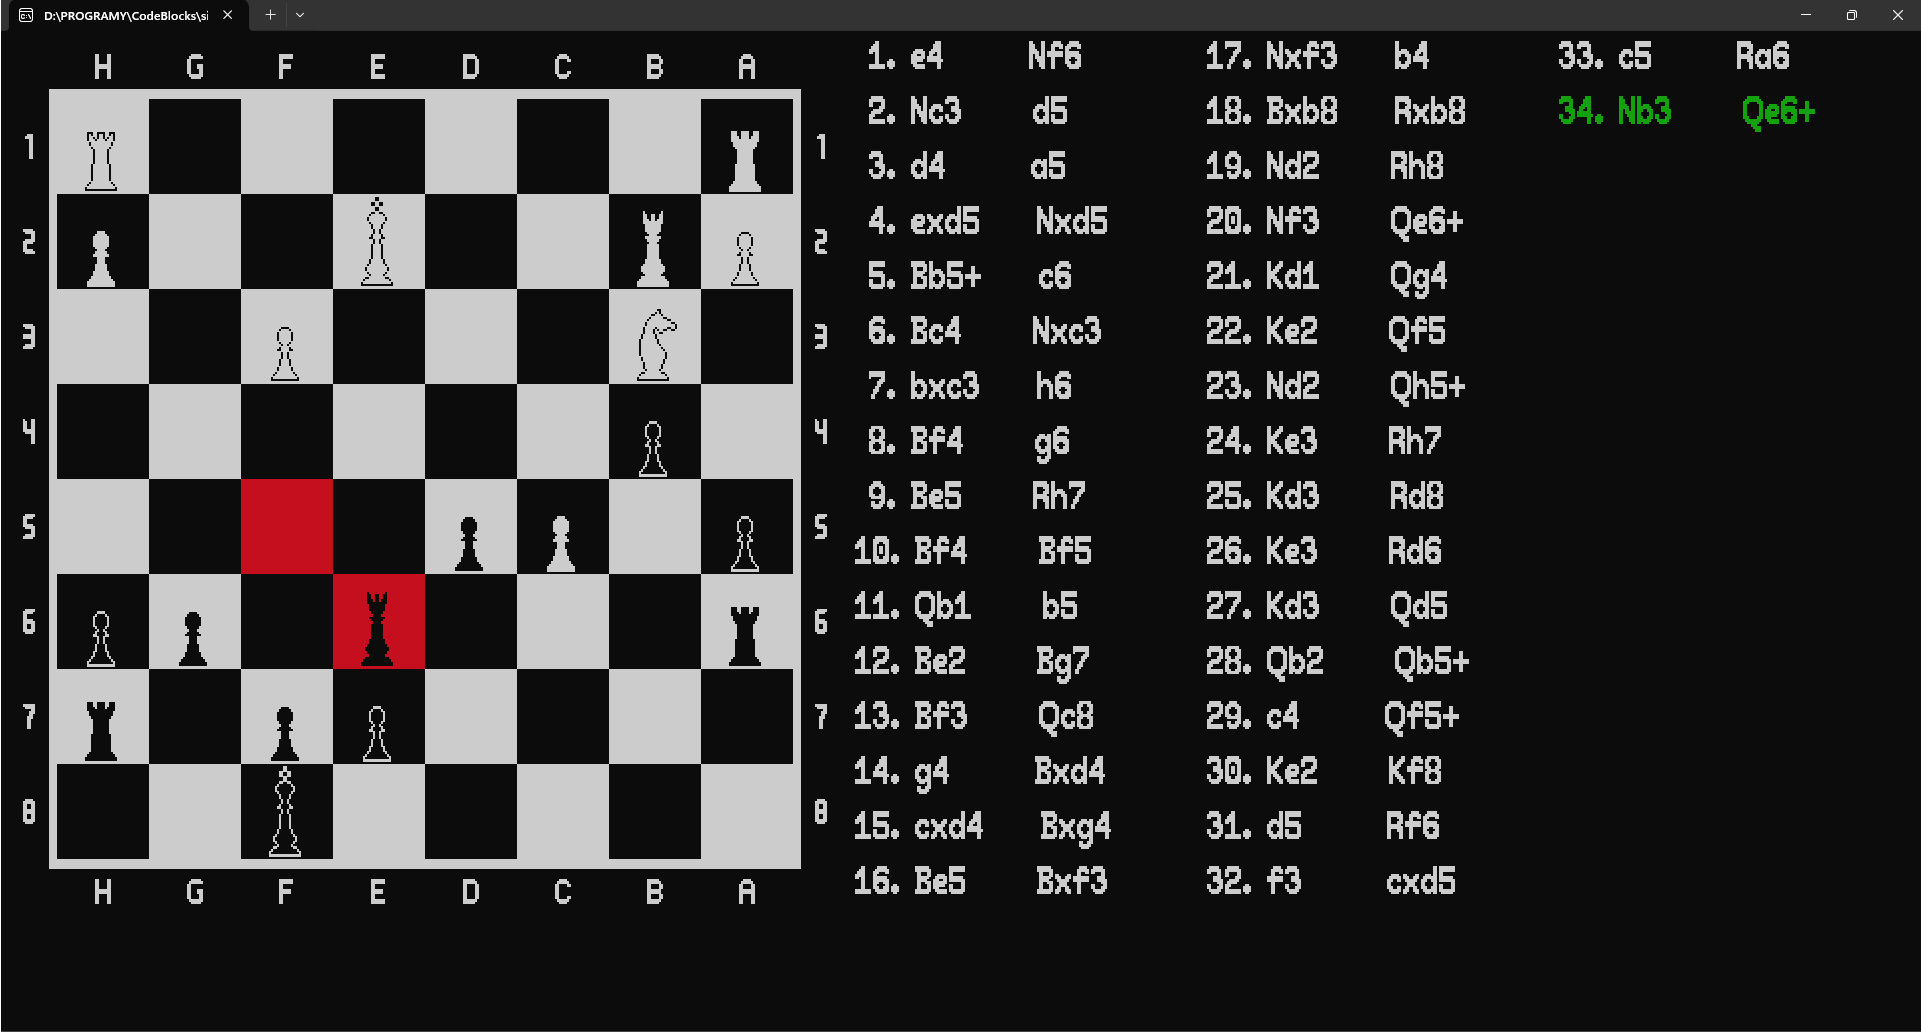 D:\PROGRAMY\CodeBlocks\si
H G F E D C B A
1 1
2 2
3 3
4 4
5 5
6 6
7 7
8 8
H G F E D C B A
1. e4 Nf6
2. Nc3 d5
3. d4 a5
4. exd5 Nxd5
5. Bb5+ c6
6. Bc4 Nxc3
7. bxc3 h6
8. Bf4 g6
9. Be5 Rh7
10. Bf4 Bf5
11. Qb1 b5
12. Be2 Bg7
13. Bf3 Qc8
14. g4 Bxd4
15. cxd4 Bxg4
16. Be5 Bxf3
17. Nxf3 b4
18. Bxb8 Rxb8
19. Nd2 Rh8
20. Nf3 Qe6+
21. Kd1 Qg4
22. Ke2 Qf5
23. Nd2 Qh5+
24. Ke3 Rh7
25. Kd3 Rd8
26. Ke3 Rd6
27. Kd3 Qd5
28. Qb2 Qb5+
29. c4 Qf5+
30. Ke2 Kf8
31. d5 Rf6
32. f3 cxd5
33. c5 Ra6
34. Nb3 Qe6+